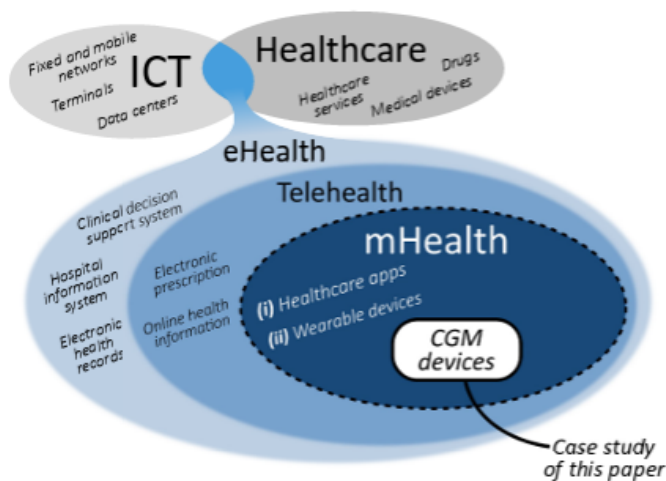 Fixed and mobile
networks
ICT
Terminals
Data centers
Healthcare
Drugs
Healthcare
services
Medical devices
eHealth
Telehealth
Clinical decision
support system
mHealth
Hospital
information
system
Electronic
prescription
(i) Healthcare apps
Online health
information
(ii) Wearable devices
Electronic
health
records
CGM
devices
Case study
of this paper